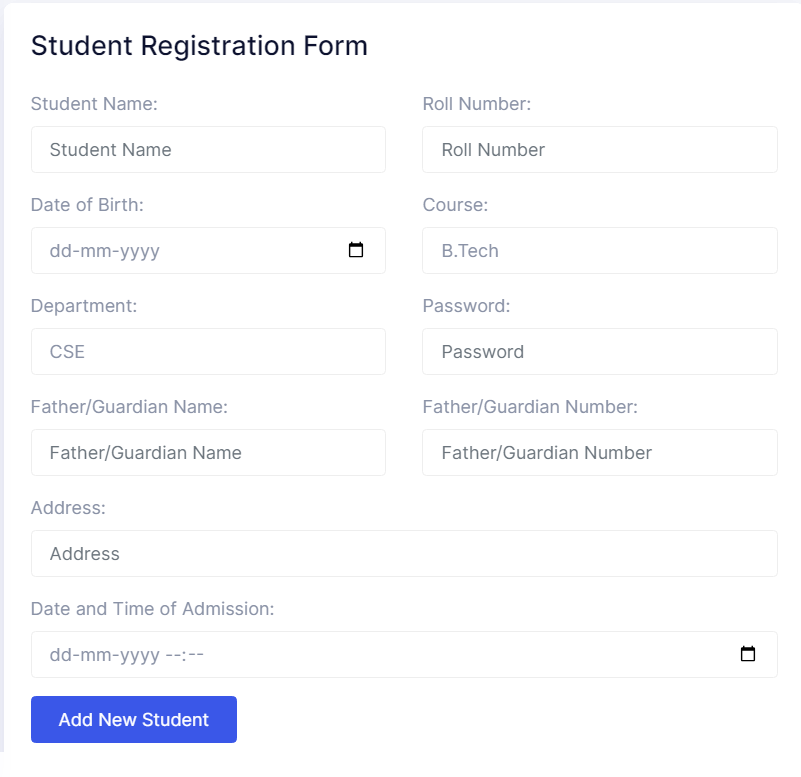 Student Registration Form
Student Name: Roll Number:
Student Name Roll Number
Date of Birth: Course:
dd-mm-yyyy B.Tech
Department: Password:
CSE Password
Father/Guardian Name: Father/Guardian Number:
Father/Guardian Name Father/Guardian Number
Address:
Address
Date and Time of Admission:
dd-mm-yyyy --:--
Add New Student